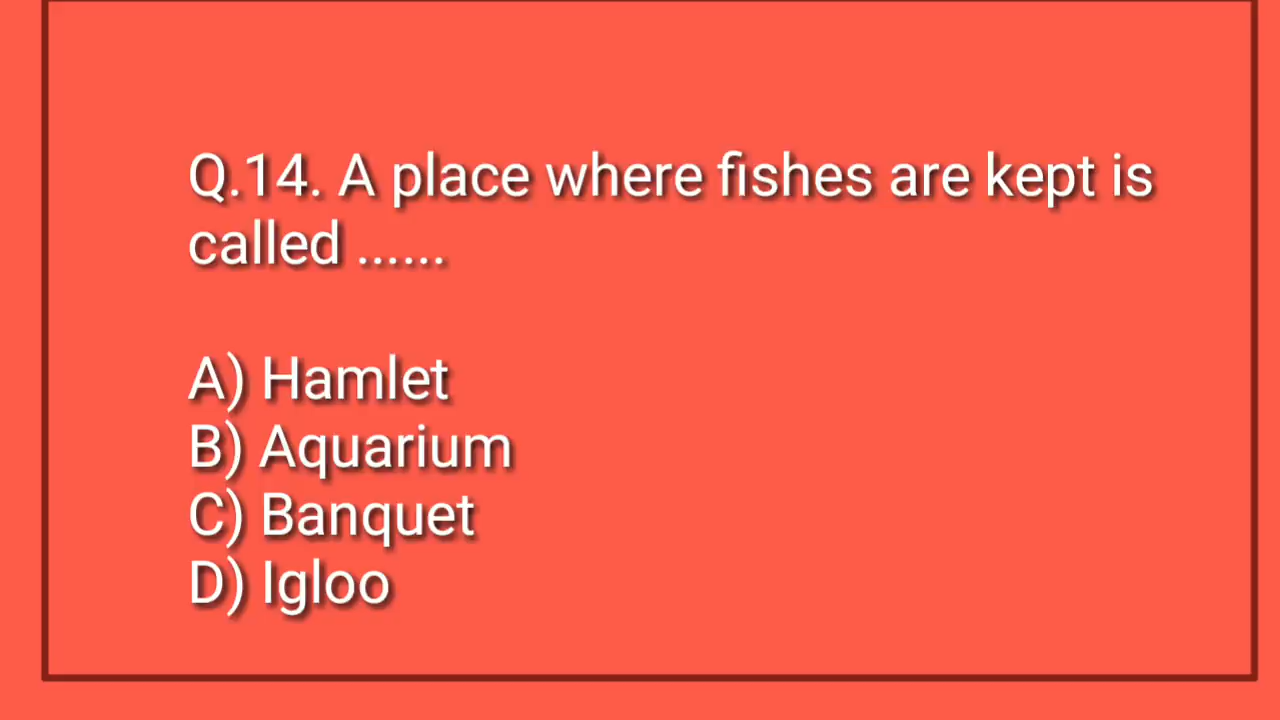 Q.14. A place where fishes are kept is
called ......
A) Hamlet
B) Aquarium
C) Banquet
D) Igloo